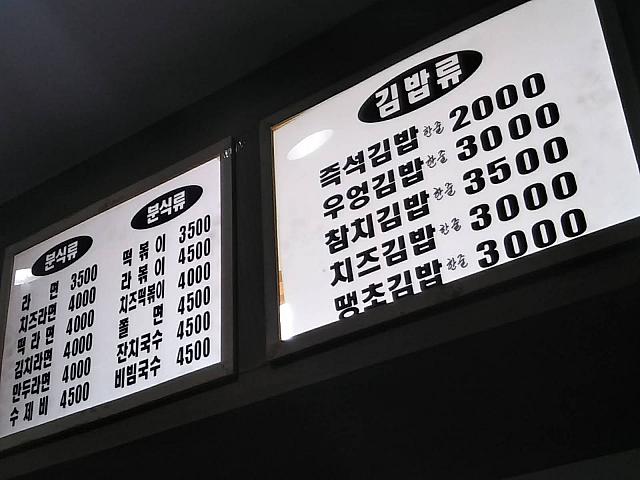 분식류
라 면 3500
치즈라면 4000
떡 라 면 4000
김치라면 4000
만두라면 4000
수 제 비 4500
분식류
떡 볶 이 3500
라 볶 이 4500
치즈떡볶이 4000
쫄 면 4500
잔치국수 4500
비빔국수 4500
김밥류
즉석김밥 한줄 2000
우엉김밥 한줄 3000
참치김밥 한줄 3500
치즈김밥 한줄 3000
땡초김밥 한줄 3000